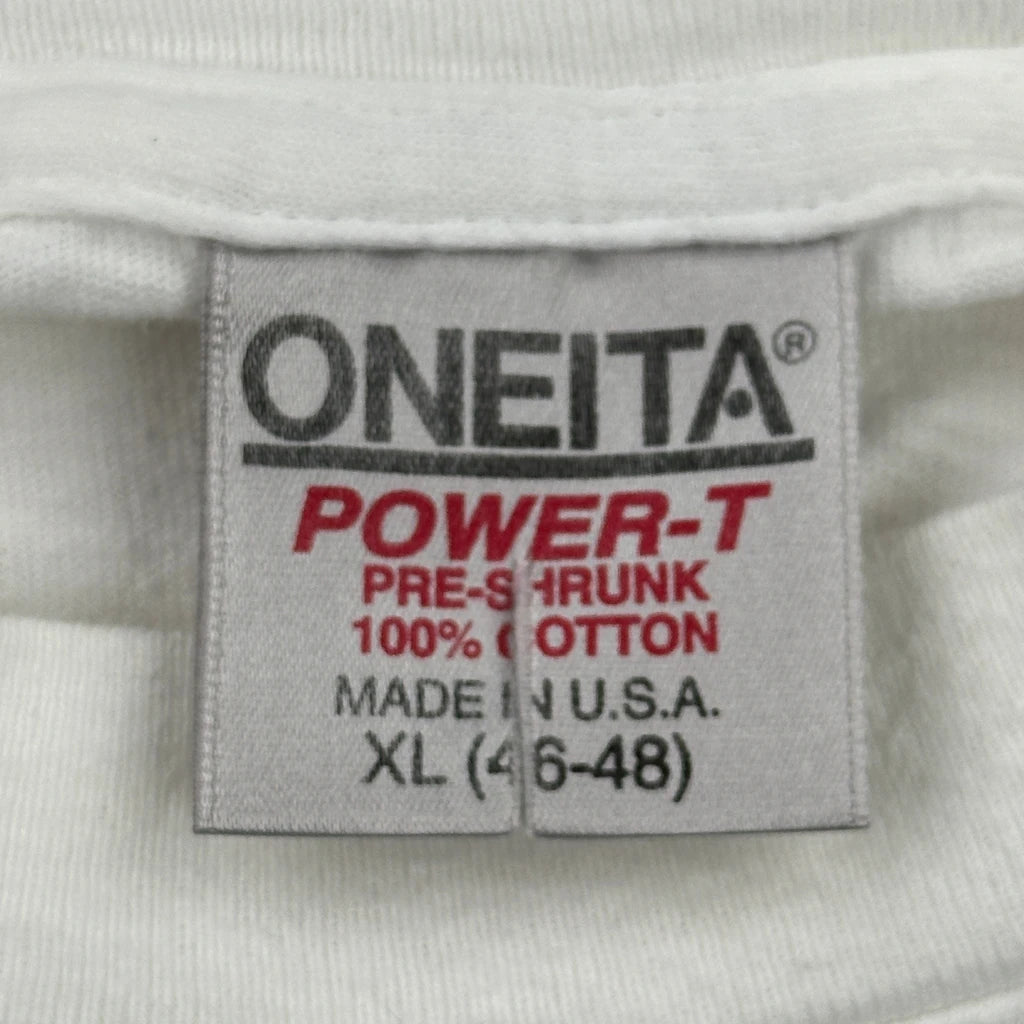 ONEITA®
POWER-T
PRE-SHRUNK
100% COTTON
MADE IN U.S.A.
XL (46-48)